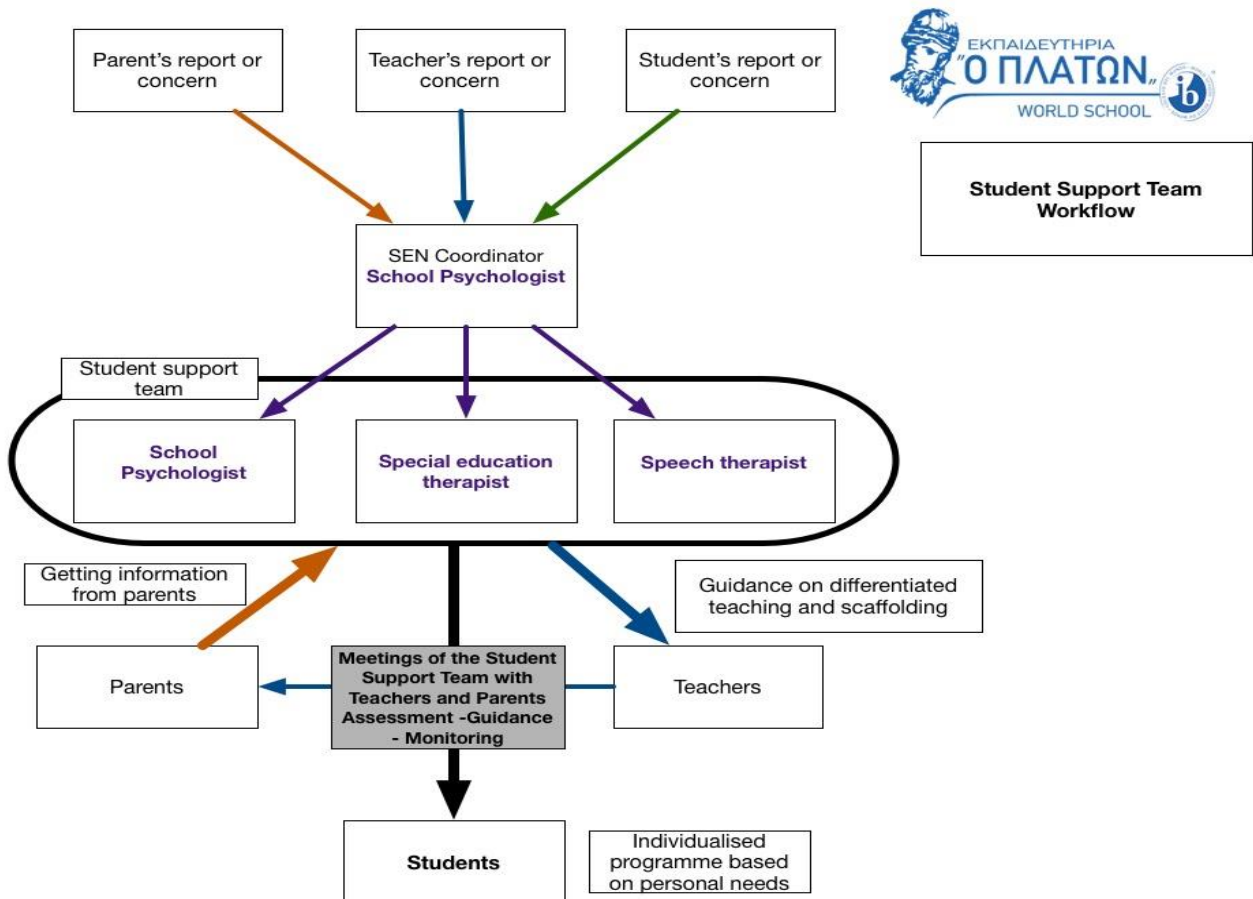 Parent's report or
concern
Teacher's report or
concern
Student's report or
concern
ΕΚΠΑΙΔΕΥΤΗΡΙΑ
"Ο ΠΛΑΤΩΝ"
WORLD SCHOOL
ib
Student Support Team
Workflow
SEN Coordinator
School Psychologist
Student support
team
School
Psychologist
Special education
therapist
Speech therapist
Getting information
from parents
Guidance on differentiated
teaching and scaffolding
Parents
Meetings of the Student
Support Team with
Teachers and Parents
Assessment -Guidance
- Monitoring
Teachers
Students
Individualised
programme based
on personal needs